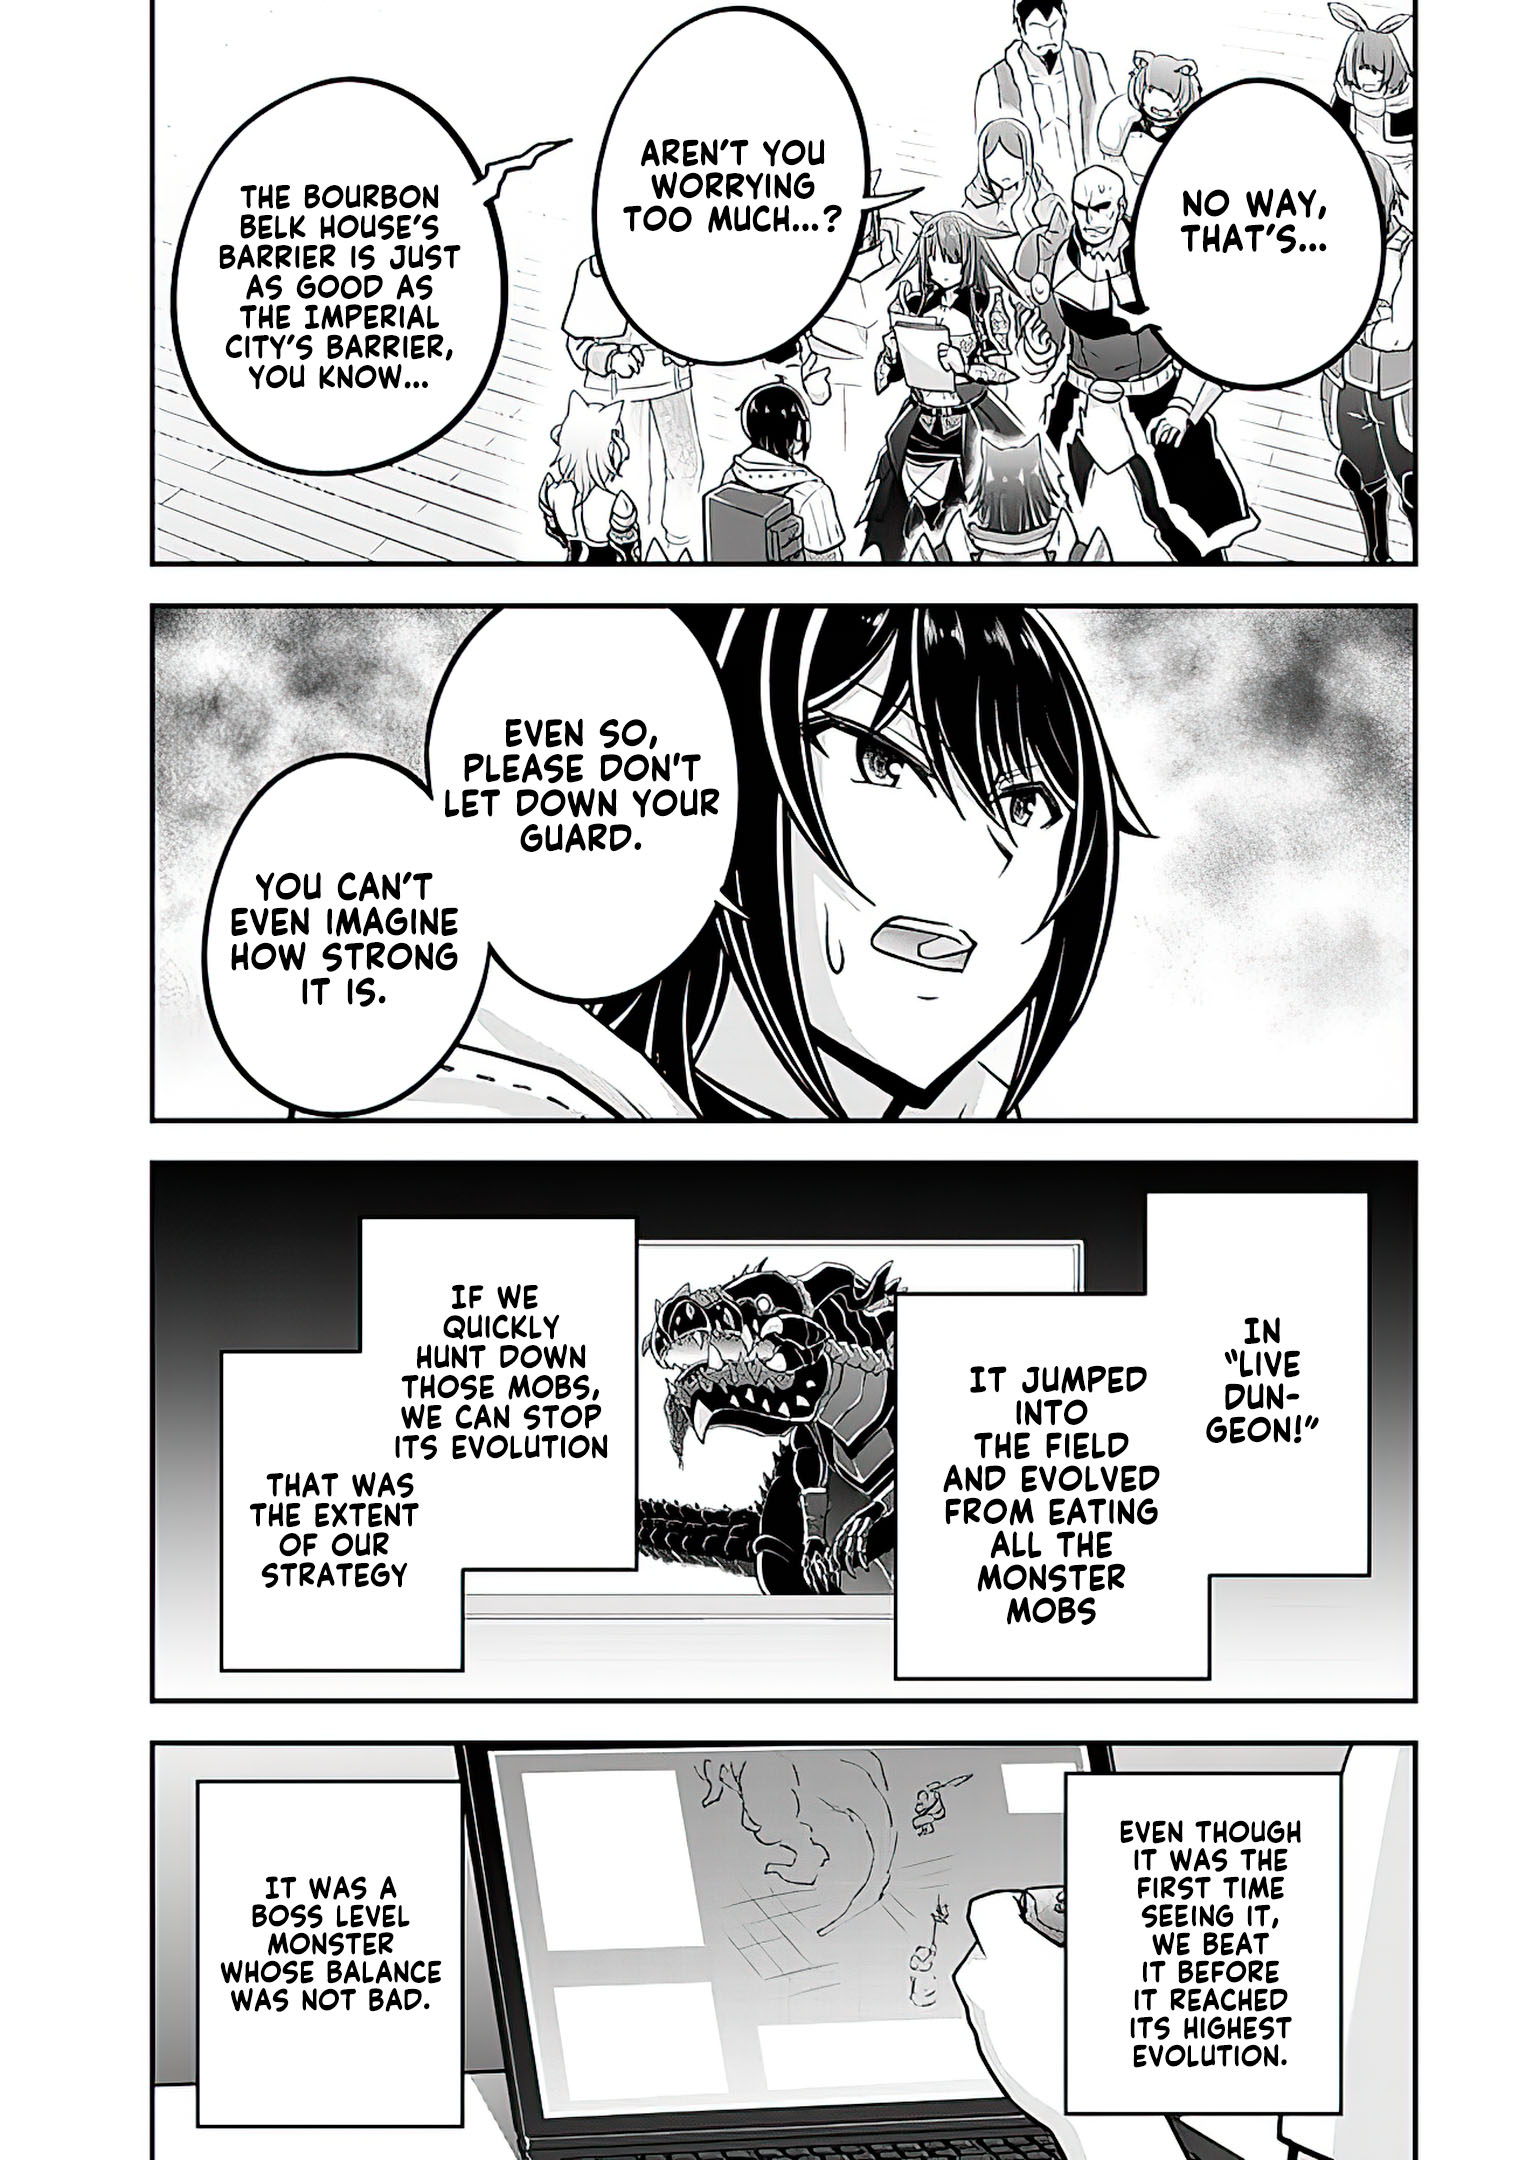 NO WAY,
THAT'S...
AREN'T YOU
WORRYING
TOO MUCH...?
THE BOURBON
BELK HOUSE'S
BARRIER IS JUST
AS GOOD AS
THE IMPERIAL
CITY'S BARRIER,
YOU KNOW...
EVEN SO,
PLEASE DON'T
LET DOWN YOUR
GUARD.
YOU CAN'T
EVEN IMAGINE
HOW STRONG
IT IS.
IN
"LIVE
DUN-
GEON!"
IT JUMPED
INTO
THE FIELD
AND EVOLVED
FROM EATING
ALL THE
MONSTER
MOBS
IF WE
QUICKLY
HUNT DOWN
THOSE MOBS,
WE CAN STOP
ITS EVOLUTION
THAT WAS
THE EXTENT
OF OUR
STRATEGY
EVEN THOUGH
IT WAS THE
FIRST TIME
SEEING IT,
WE BEAT
IT BEFORE
IT REACHED
ITS HIGHEST
EVOLUTION.
IT WAS A
BOSS LEVEL
MONSTER
WHOSE BALANCE
WAS NOT BAD.